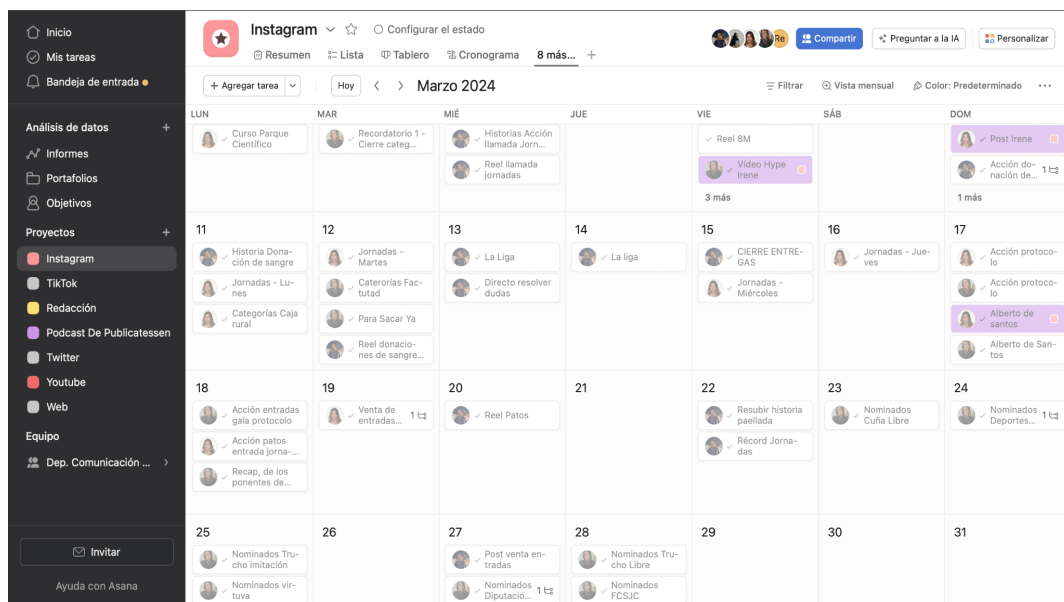 Inicio
Mis tareas
Bandeja de entrada
Análisis de datos
Informes
Portafolios
Objetivos
Proyectos
Instagram
TikTok
Redacción
Podcast De Publicatessen
Twitter
Youtube
Web
Equipo
Dep. Comunicación ...
Invitar
Ayuda con Asana
Instagram
Configurar el estado
Resumen Lista Tablero Cronograma 8 más... +
Re
Compartir
Preguntar a la IA
Personalizar
+ Agregar tarea
Hoy
Marzo 2024
Filtrar
Vista mensual
Color: Predeterminado
LUN MAR MIÉ JUE VIE SÁB DOM
Curso Parque
Científico
Recordatorio 1 -
Cierre categ...
Historias Acción
llamada Jorn...
Reel llamada
jornadas
Reel 8M
Vídeo Hype
Irene
3 más
Post Irene
Acción do-
nación de... 1
1 más
11
Historia Dona-
ción de sangre
Jornadas - Lu-
nes
Categorías Caja
rural
12
Jornadas -
Martes
Caterorías Fac-
tutad
Para Sacar Ya
Reel donacio-
nes de sangre...
13
La Liga
Directo resolver
dudas
14
La liga
15
CIERRE ENTRE-
GAS
Jornadas -
Miércoles
16
Jornadas - Jue-
ves
17
Acción protoco-
lo
Acción protoco-
lo
Alberto de
santos
Alberto de San-
tos
18
Acción entradas
gala protocolo
Acción patos
entrada jorna-...
Recap, de los
ponentes de...
19
Venta de
entradas... 1
20
Reel Patos
21
22
Resubir historia
paellada
Récord Jorna-
das
23
Nominados
Cuña Libre
24
Nominados
Deportes... 1
25
Nominados Tru-
cho imitación
Nominados vir-
tuva
26
27
Post venta en-
tradas
Nominados
Diputació... 1
28
Nominados Tru-
cho Libre
Nominados
FCSJC
29
30
31